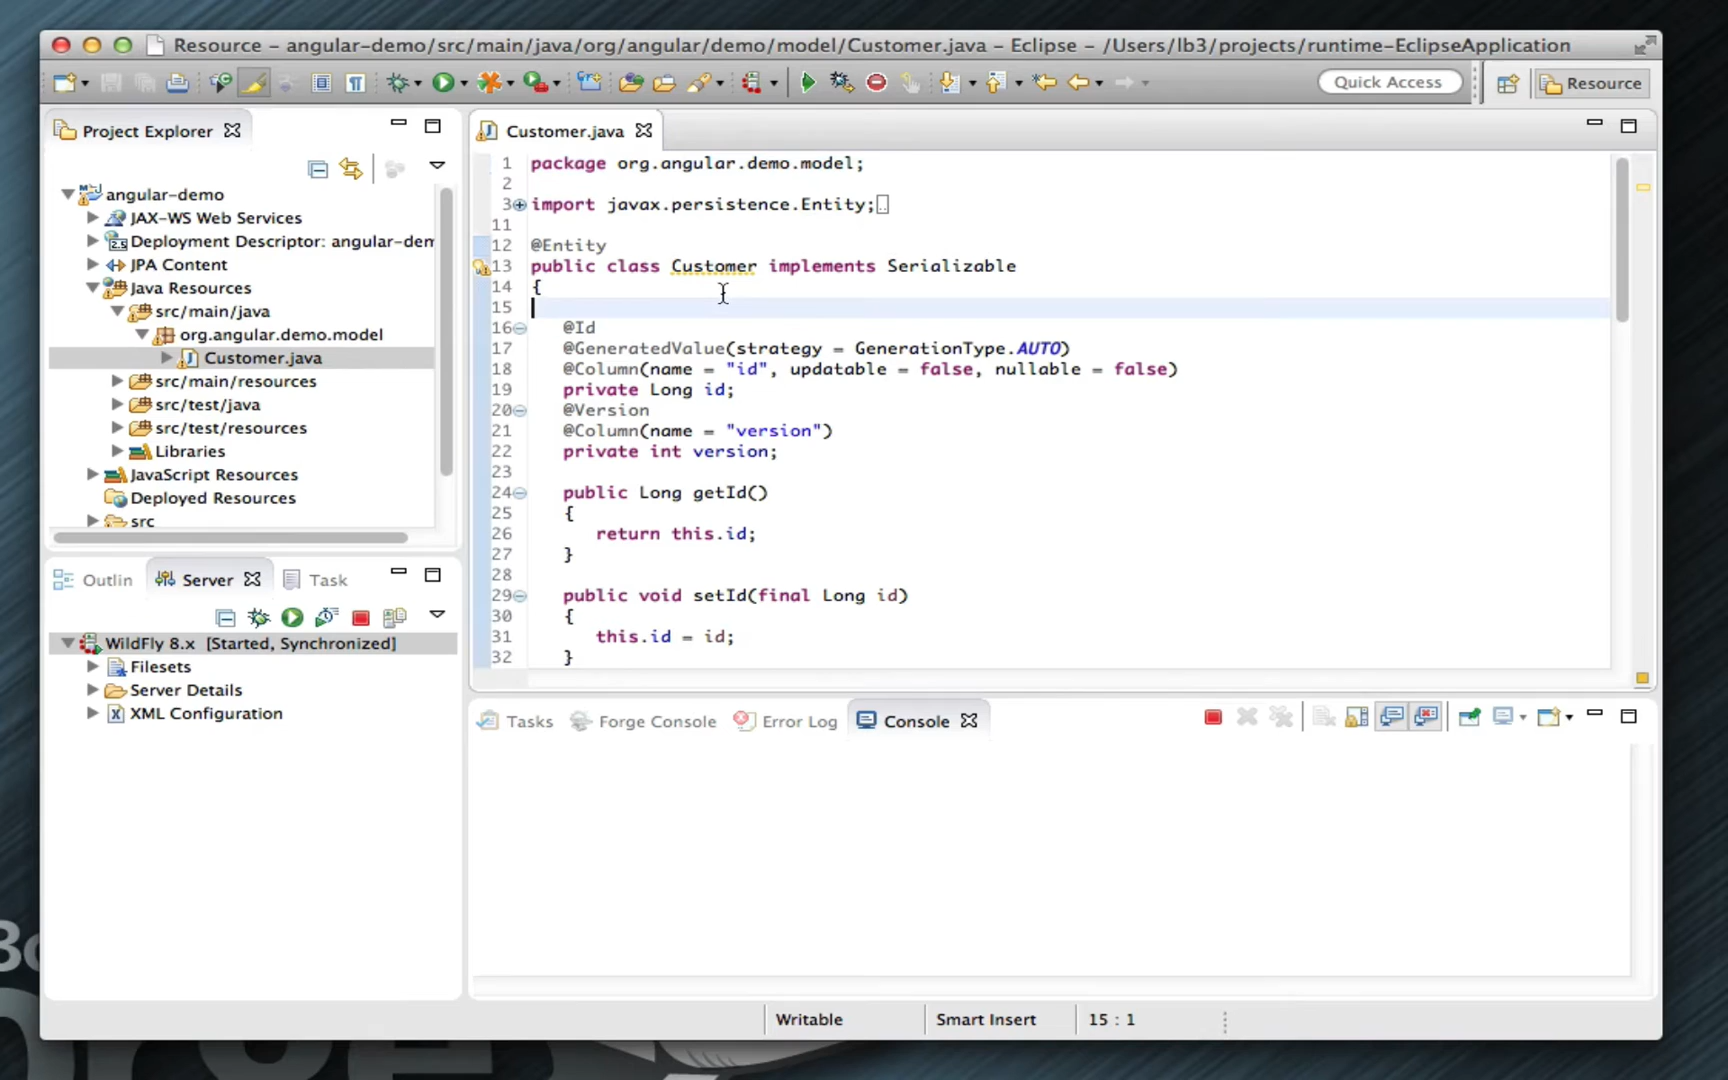 Resource – angular-demo/src/main/java/org/angular/demo/model/Customer.java – Eclipse – /Users/lb3/projects/runtime-EclipseApplication
Quick Access
Resource
Project Explorer
angular-demo
JAX-WS Web Services
2.5 Deployment Descriptor: angular-dem
JPA Content
Java Resources
src/main/java
org.angular.demo.model
Customer.java
src/main/resources
src/test/java
src/test/resources
Libraries
JavaScript Resources
Deployed Resources
src
Outlin
Server
Task
WildFly 8.x [Started, Synchronized]
Filesets
Server Details
XML Configuration
Customer.java
1 package org.angular.demo.model;
2
3 import javax.persistence.Entity;
11
12 @Entity
13 public class Customer implements Serializable
14 {
15
16 @Id
17 @GeneratedValue(strategy = GenerationType.AUTO)
18 @Column(name = "id", updatable = false, nullable = false)
19 private Long id;
20 @Version
21 @Column(name = "version")
22 private int version;
23
24 public Long getId()
25 {
26 return this.id;
27 }
28
29 public void setId(final Long id)
30 {
31 this.id = id;
32 }
Tasks
Forge Console
Error Log
Console
Writable
Smart Insert
15 : 1